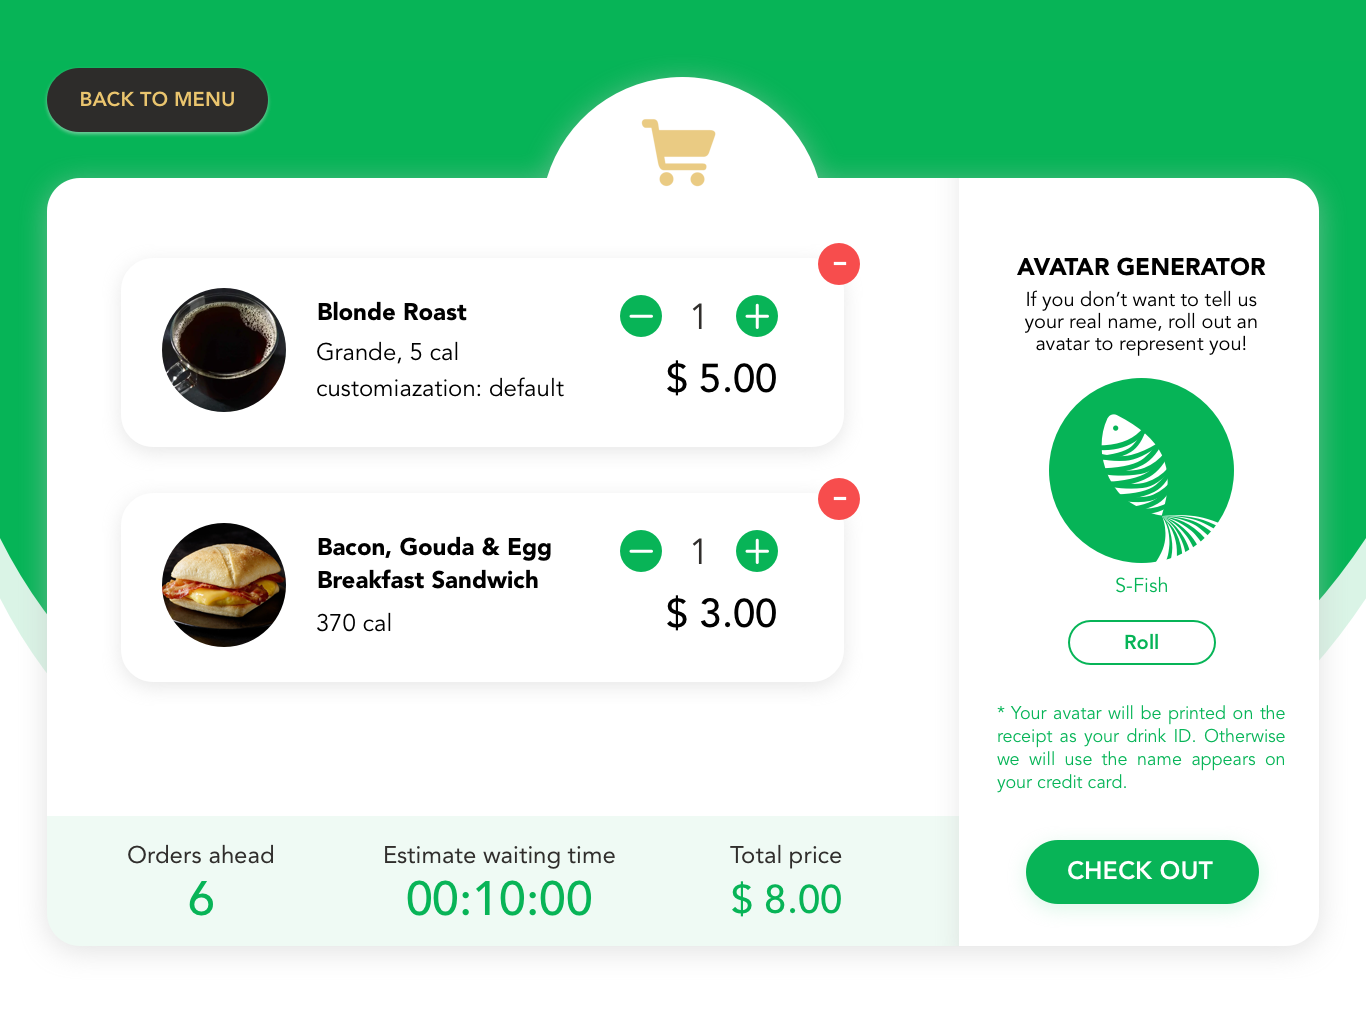 BACK TO MENU
Blonde Roast
Grande, 5 cal
customiazation: default
1
$ 5.00
Bacon, Gouda & Egg
Breakfast Sandwich
370 cal
1
$ 3.00
Orders ahead
6
Estimate waiting time
00:10:00
Total price
$ 8.00
AVATAR GENERATOR
If you don’t want to tell us
your real name, roll out an
avatar to represent you!
S-Fish
Roll
* Your avatar will be printed on the
receipt as your drink ID. Otherwise
we will use the name appears on
your credit card.
CHECK OUT